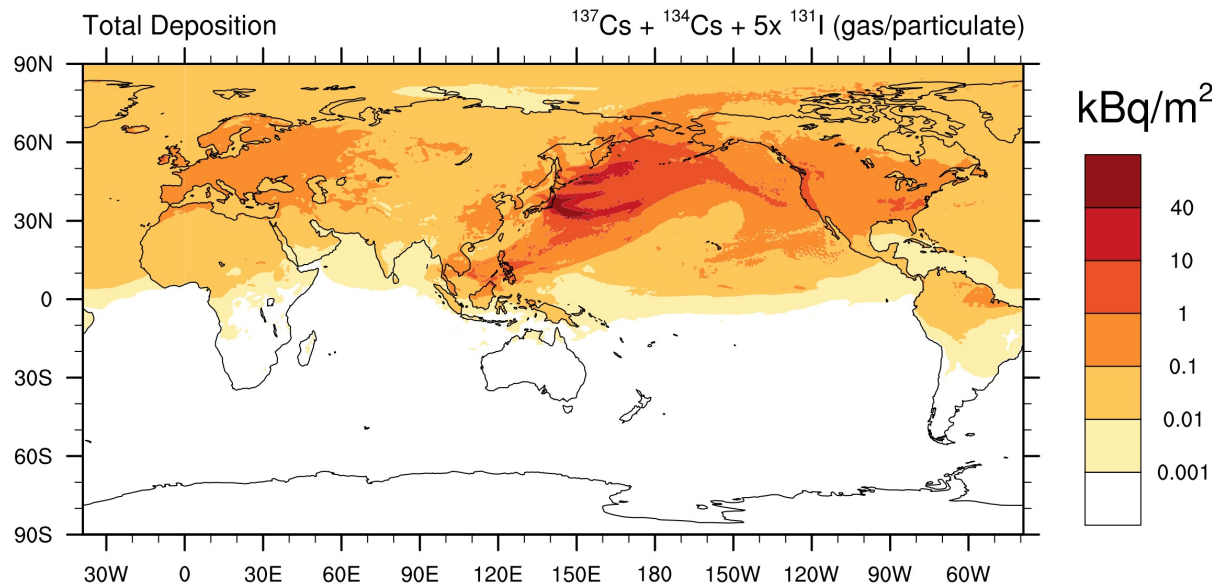 Total Deposition
¹³⁷Cs + ¹³⁴Cs + 5x ¹³¹I (gas/particulate)
90N
60N
30N
0
30S
60S
90S
30W 0 30E 60E 90E 120E 150E 180 150W 120W 90W 60W
kBq/m²
40
10
1
0.1
0.01
0.001